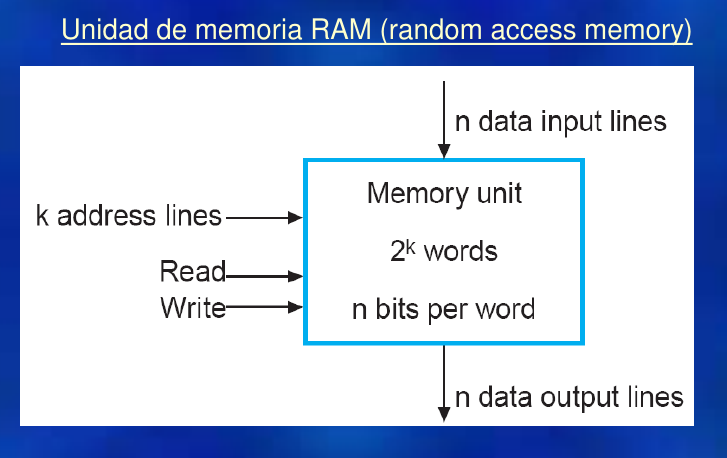 Unidad de memoria RAM (random access memory)
n data input lines
Memory unit
k address lines
2ᵏ words
Read
Write
n bits per word
n data output lines